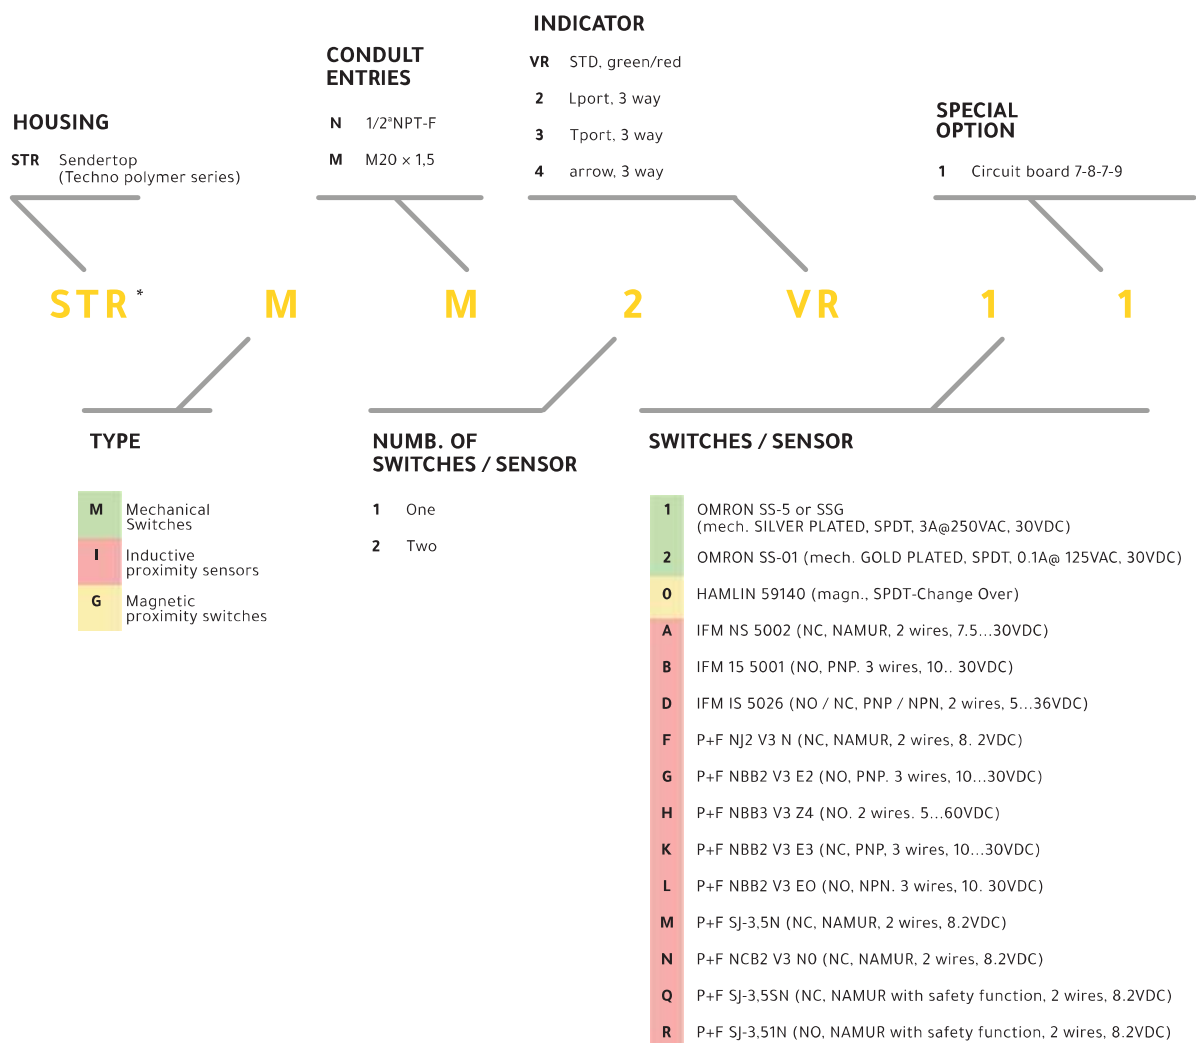 INDICATOR
VR STD, green/red
2 Lport, 3 way
3 Tport, 3 way
4 arrow, 3 way
CONDULT
ENTRIES
N 1/2"NPT-F
M M20 × 1,5
HOUSING
STR Sendertop
(Techno polymer series)
SPECIAL
OPTION
1 Circuit board 7-8-7-9
STR* M M 2 VR 1 1
TYPE
M Mechanical
Switches
I Inductive
proximity sensors
G Magnetic
proximity switches
NUMB. OF
SWITCHES / SENSOR
1 One
2 Two
SWITCHES / SENSOR
1 OMRON SS-5 or SSG
(mech. SILVER PLATED, SPDT, 3A@250VAC, 30VDC)
2 OMRON SS-01 (mech. GOLD PLATED, SPDT, 0.1A@ 125VAC, 30VDC)
0 HAMLIN 59140 (magn., SPDT-Change Over)
A IFM NS 5002 (NC, NAMUR, 2 wires, 7.5...30VDC)
B IFM 15 5001 (NO, PNP. 3 wires, 10.. 30VDC)
D IFM IS 5026 (NO / NC, PNP / NPN, 2 wires, 5...36VDC)
F P+F NJ2 V3 N (NC, NAMUR, 2 wires, 8. 2VDC)
G P+F NBB2 V3 E2 (NO, PNP. 3 wires, 10...30VDC)
H P+F NBB3 V3 Z4 (NO. 2 wires. 5...60VDC)
K P+F NBB2 V3 E3 (NC, PNP, 3 wires, 10...30VDC)
L P+F NBB2 V3 EO (NO, NPN. 3 wires, 10. 30VDC)
M P+F SJ-3,5N (NC, NAMUR, 2 wires, 8.2VDC)
N P+F NCB2 V3 N0 (NC, NAMUR, 2 wires, 8.2VDC)
Q P+F SJ-3,5SN (NC, NAMUR with safety function, 2 wires, 8.2VDC)
R P+F SJ-3,51N (NO, NAMUR with safety function, 2 wires, 8.2VDC)